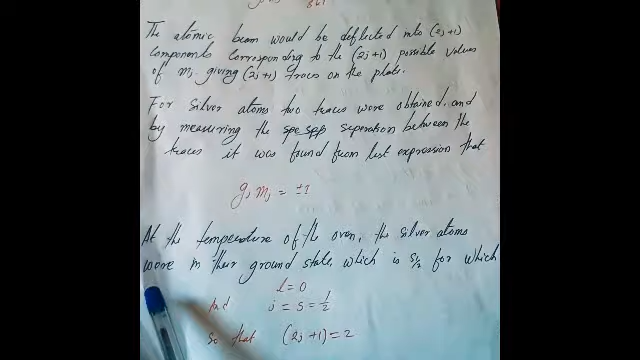 The atomic beam would be deflected into (2j+1)
components corrosponding to the (2j+1) possible values
of mj giving (2j+1) traces on the plate.
For Silver atoms two traces were obtained, and
by measuring the seperation between the
traces it was found from last expression that
gj mj = ±1
At the temperature of the oven, the silver atoms
were in their ground state, which is S1/2 for which
l = 0
and j = s = 1/2
So that (2j+1) = 2